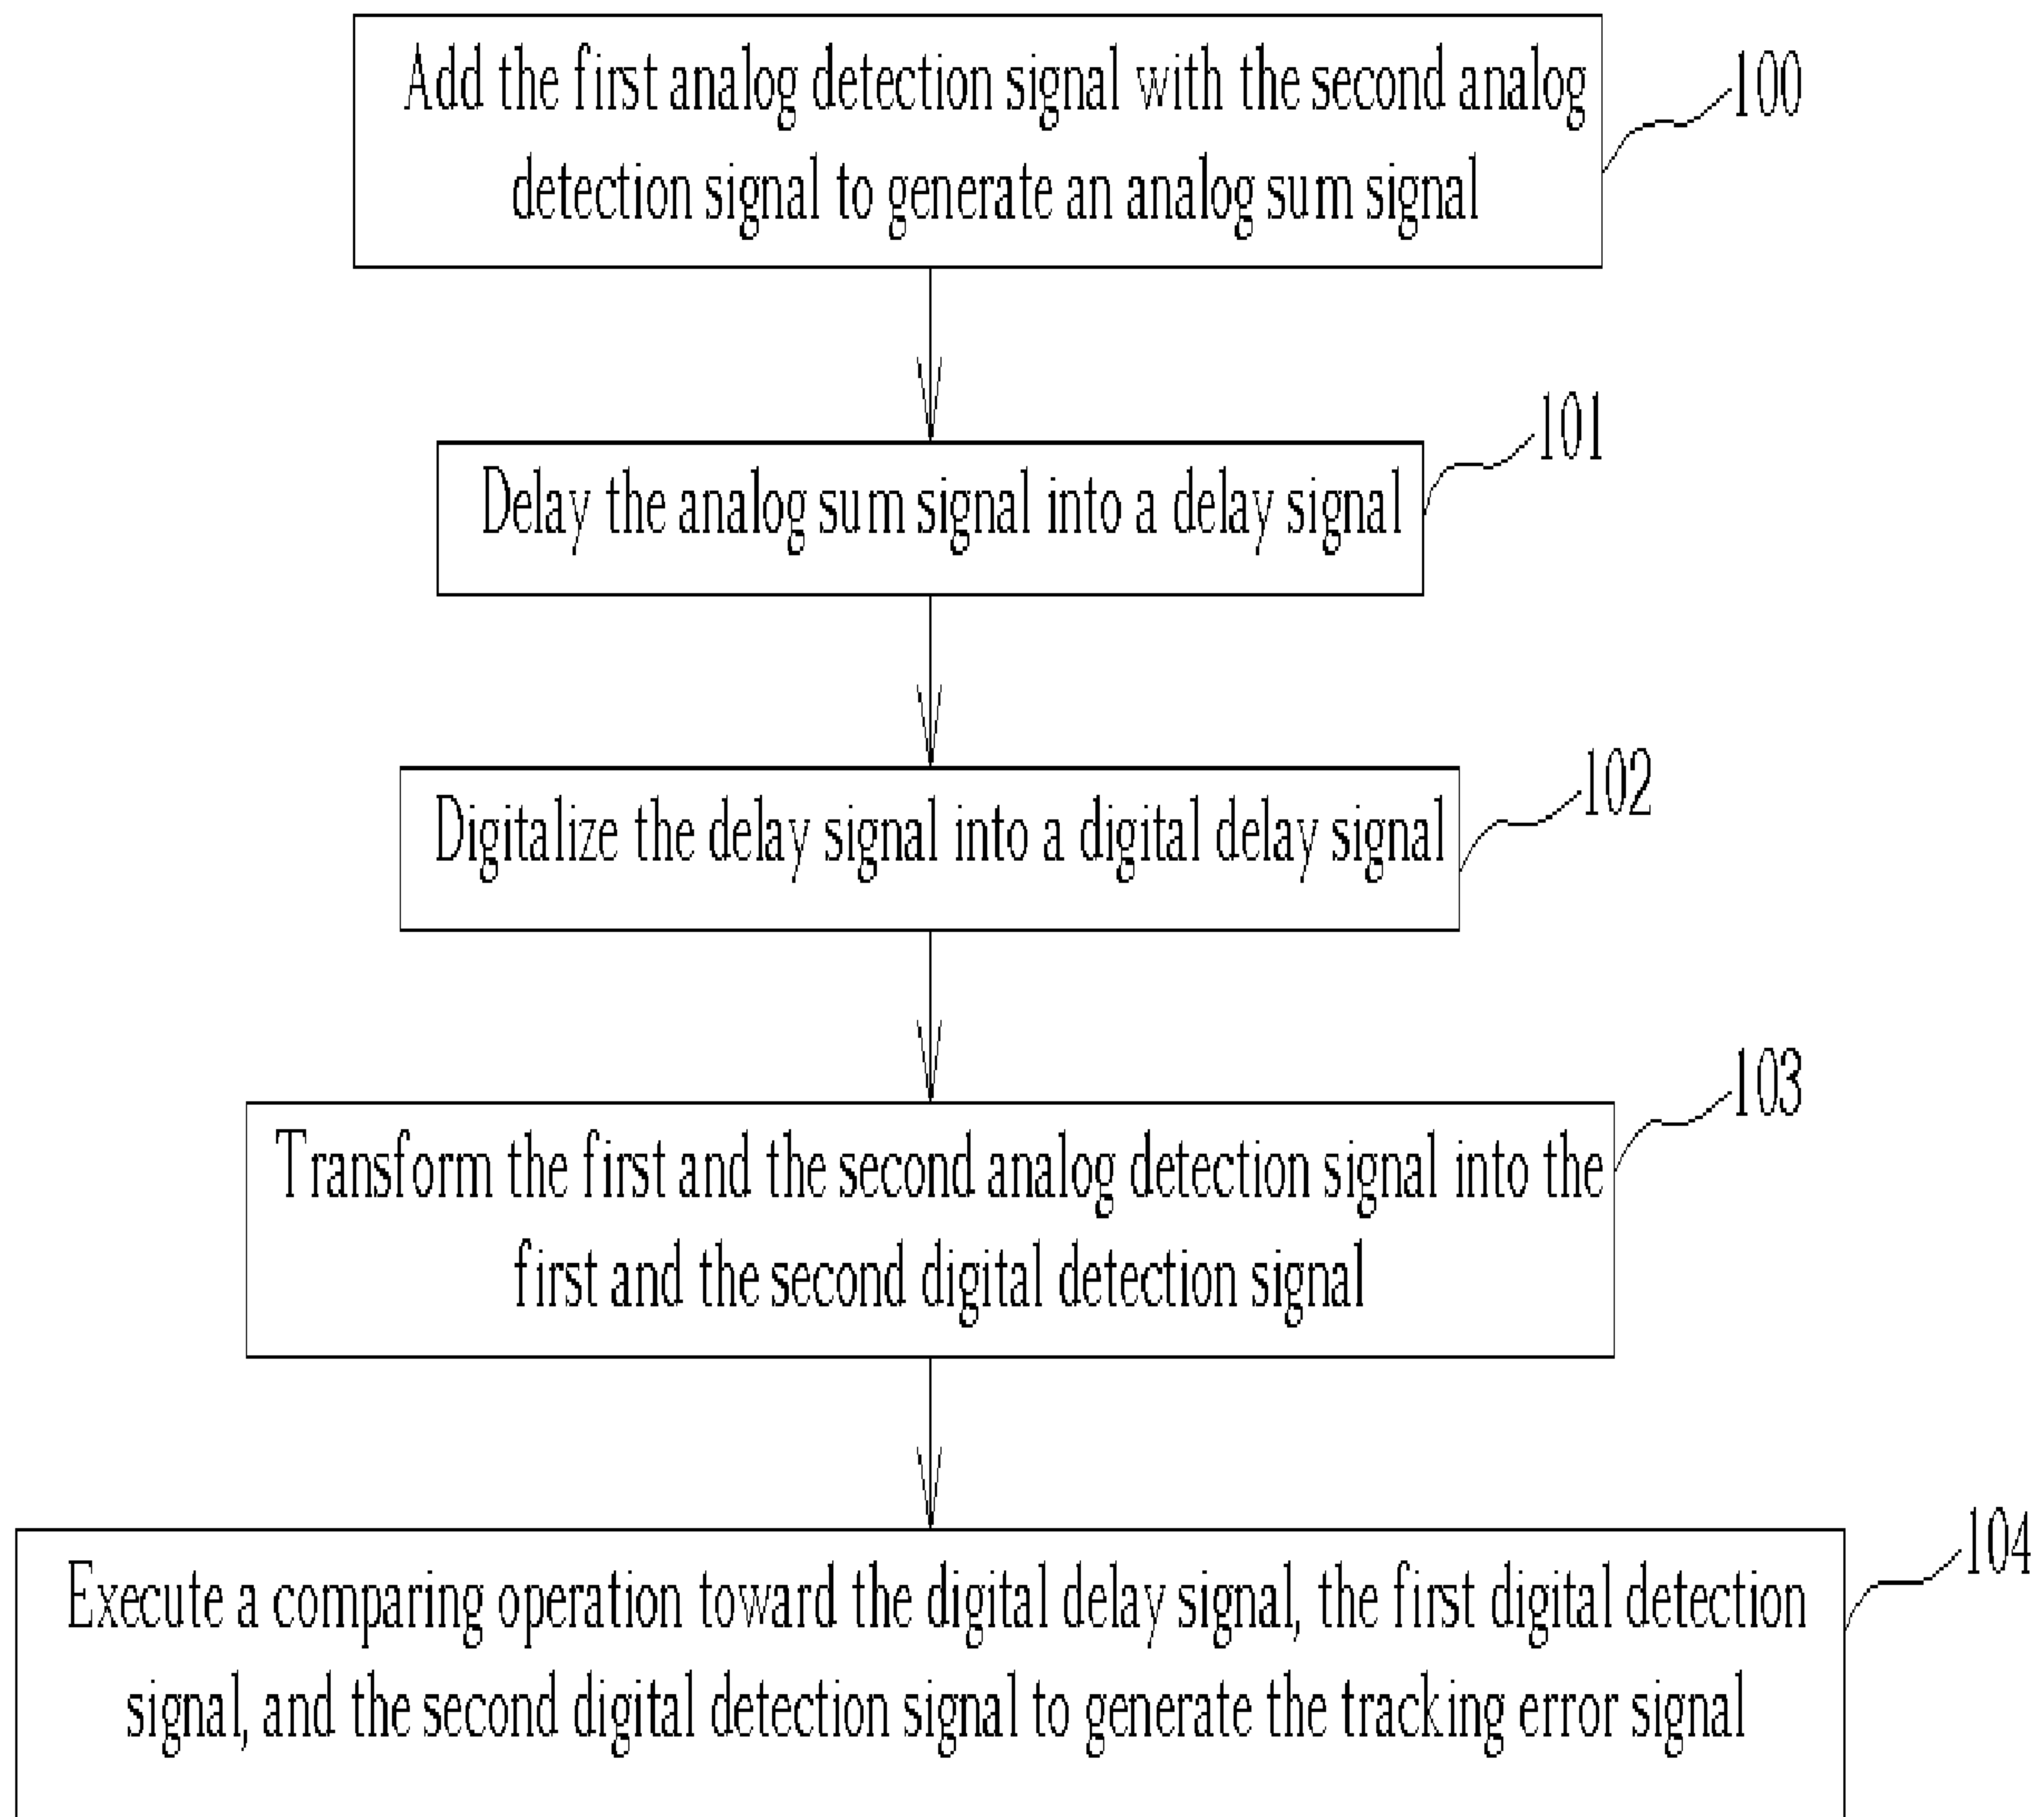 Add the first analog detection signal with the second analog
detection signal to generate an analog sum signal
100
Delay the analog sum signal into a delay signal
101
Digitalize the delay signal into a digital delay signal
102
Transform the first and the second analog detection signal into the
first and the second digital detection signal
103
Execute a comparing operation toward the digital delay signal, the first digital detection
signal, and the second digital detection signal to generate the tracking error signal
104